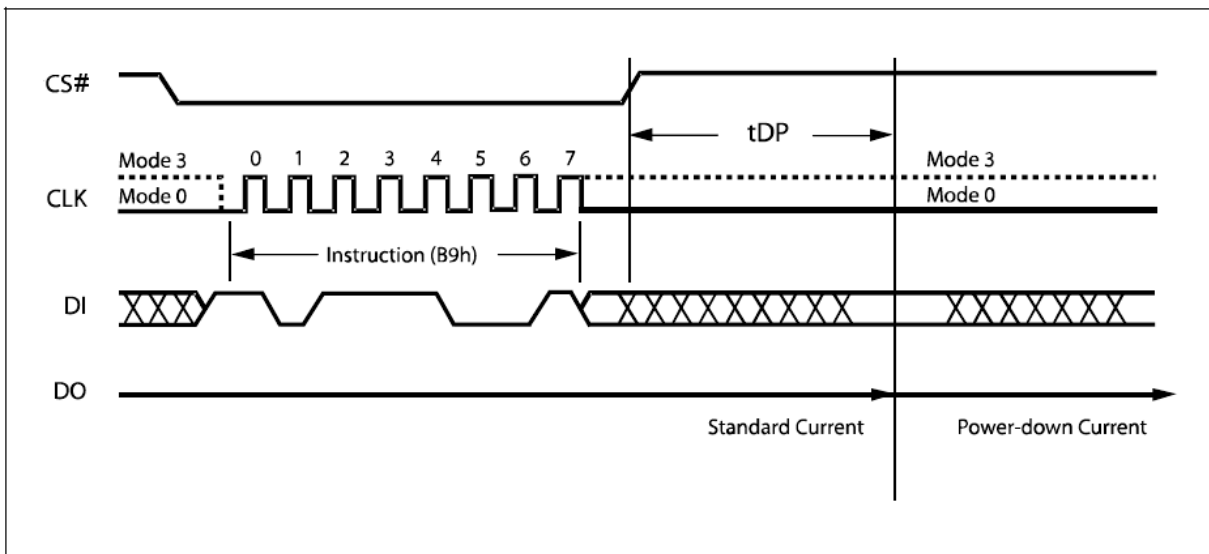 CS#
tDP
Mode 3
0 1 2 3 4 5 6 7
Mode 3
CLK
Mode 0
Mode 0
Instruction (B9h)
DI
DO
Standard Current
Power-down Current